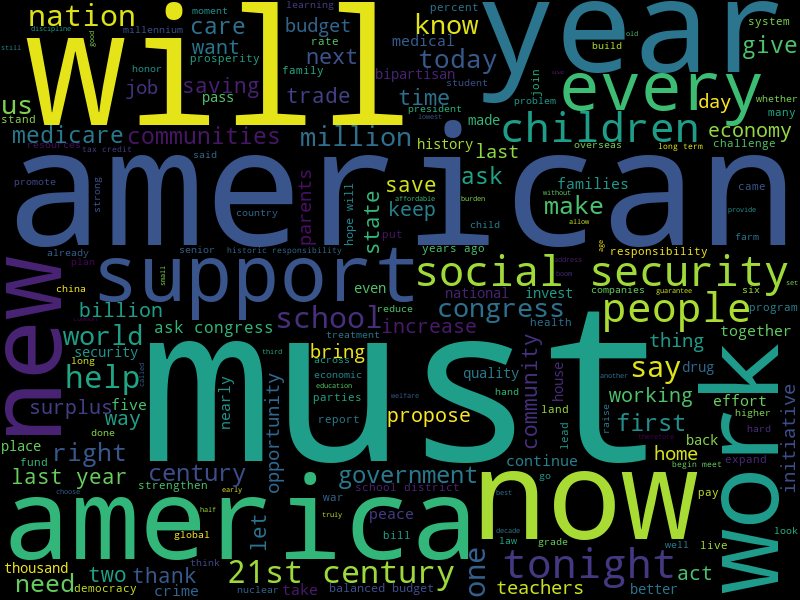 will
year
american
must
america
now
work
new
support
every
children
social security
people
tonight
21st century
nation
care
budget
know
want
next
today
medical
percent
learning
moment
millennium
discipline
still
good
honor
prosperity
rate
family
job
saving
pass
trade
bipartisan
student
time
president
lowest
join
build
old
system
give
problem
day
whether
many
us
stand
medicare
communities
million
history
last
made
overseas
long term
economy
challenge
resources
tax credit
said
promote
strong
country
parents
hope will
state
save
keep
put
ask
affordable
burden
child
families
make
without
allow
came
provide
farm
already
senior
historic responsibility
years ago
age
responsibility
plan
china
small
even
national
invest
address
boom
companies
guarantee
six
set
program
billion
school
reduce
increase
congress
health
together
world
ask congress
security
long
called
treatment
third
bring
across
economic
education
parties
report
welfare
help
surplus
five
way
nearly
opportunity
propose
quality
hand
community
house
land
lead
another
raise
thing
say
drug
working
effort
higher
first
hard
therefore
initiative
place
done
right
back
home
begin meet
expand
fund
last year
century
strengthen
government
continue
go
choose
early
half
truly
war
school district
peace
best
decade
law
grade
pay
well
live
look
global
let
bill
one
thousand
need
two
democracy
thank
crime
think
nuclear
take
balanced budget
teachers
better
act